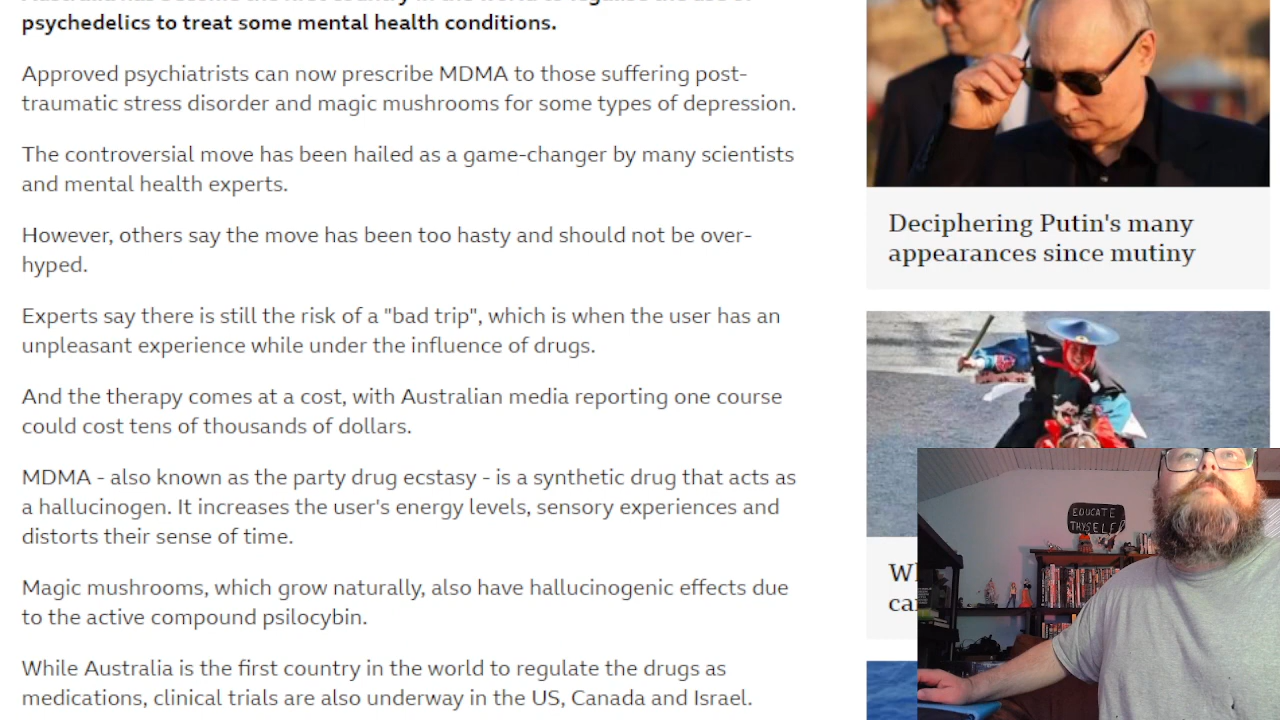 psychedelics to treat some mental health conditions.
Approved psychiatrists can now prescribe MDMA to those suffering post-
traumatic stress disorder and magic mushrooms for some types of depression.
The controversial move has been hailed as a game-changer by many scientists
and mental health experts.
However, others say the move has been too hasty and should not be over-
hyped.
Experts say there is still the risk of a "bad trip", which is when the user has an
unpleasant experience while under the influence of drugs.
And the therapy comes at a cost, with Australian media reporting one course
could cost tens of thousands of dollars.
MDMA - also known as the party drug ecstasy - is a synthetic drug that acts as
a hallucinogen. It increases the user's energy levels, sensory experiences and
distorts their sense of time.
Magic mushrooms, which grow naturally, also have hallucinogenic effects due
to the active compound psilocybin.
While Australia is the first country in the world to regulate the drugs as
medications, clinical trials are also underway in the US, Canada and Israel.
Deciphering Putin's many
appearances since mutiny
EDUCATE
THYSELF